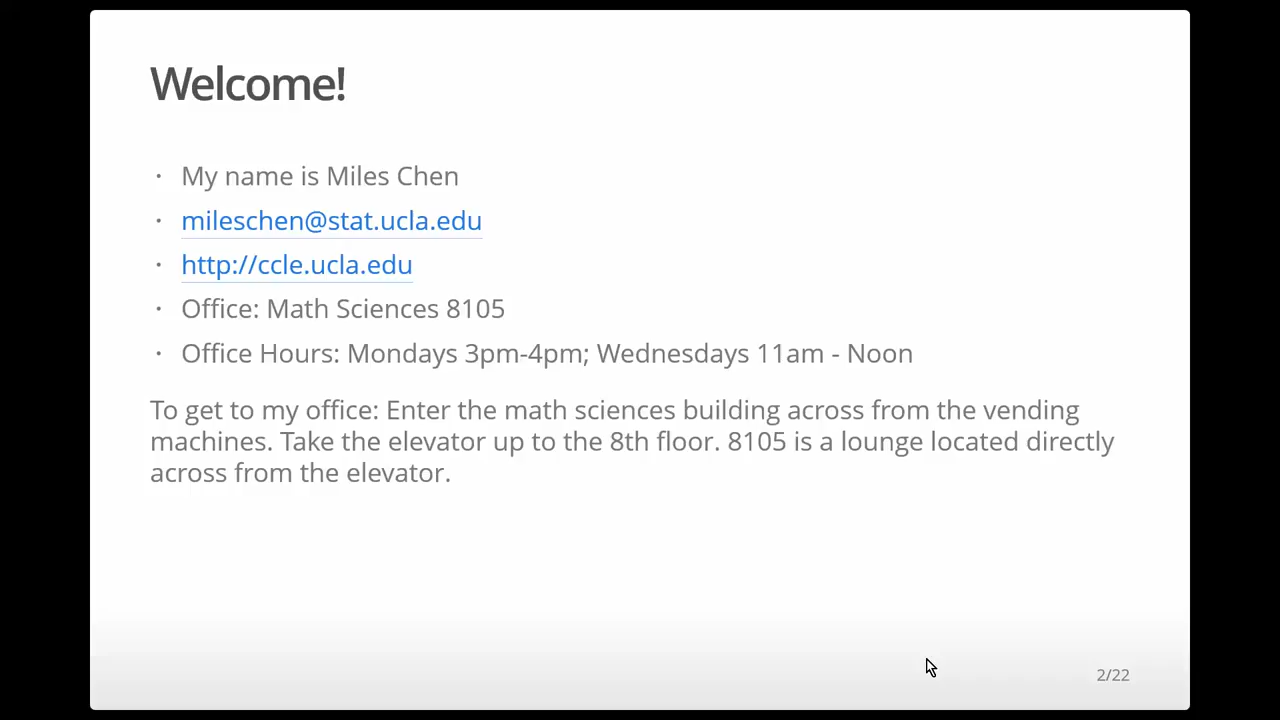 Welcome!
· My name is Miles Chen
· mileschen@stat.ucla.edu
· http://ccle.ucla.edu
· Office: Math Sciences 8105
· Office Hours: Mondays 3pm-4pm; Wednesdays 11am - Noon
To get to my office: Enter the math sciences building across from the vending
machines. Take the elevator up to the 8th floor. 8105 is a lounge located directly
across from the elevator.
2/22